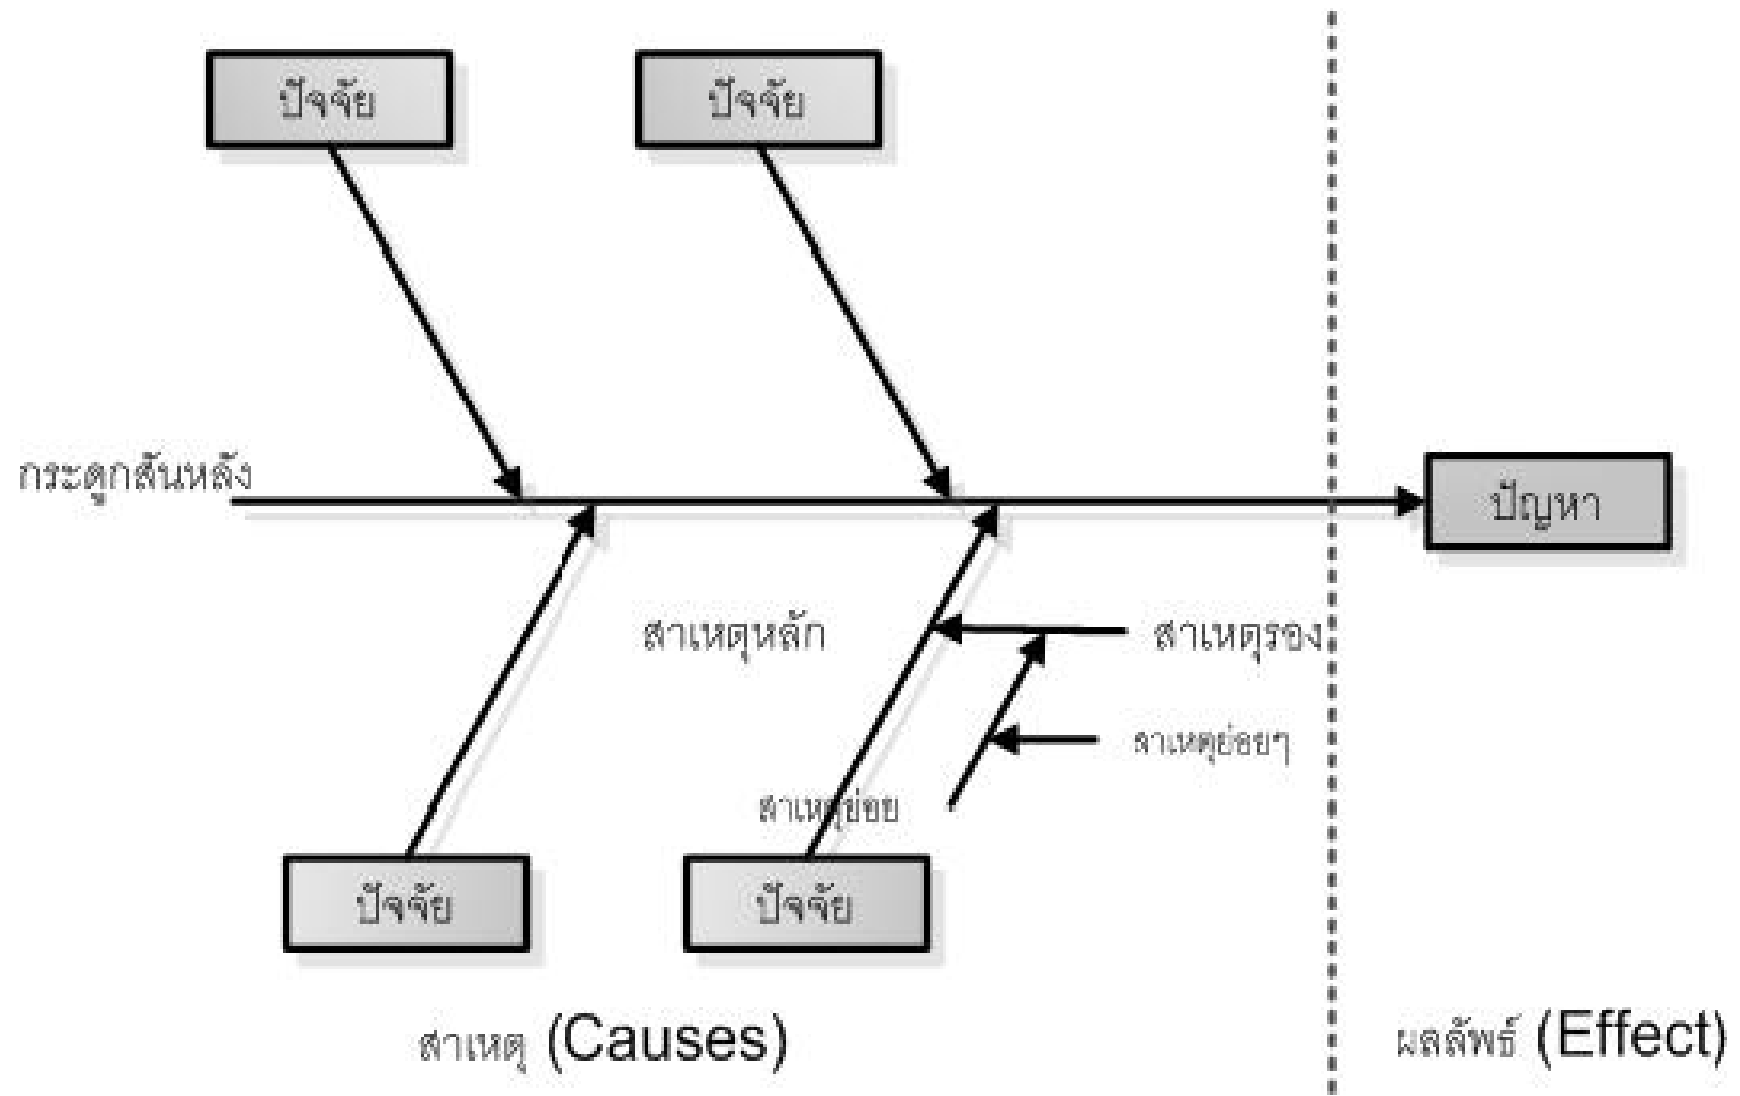 ปัจจัย
ปัจจัย
กระดูกสันหลัง
ปัญหา
สาเหตุหลัก
สาเหตุรอง
สาเหตุย่อยๆ
สาเหตุย่อย
ปัจจัย
ปัจจัย
สาเหตุ (Causes)
ผลลัพธ์ (Effect)